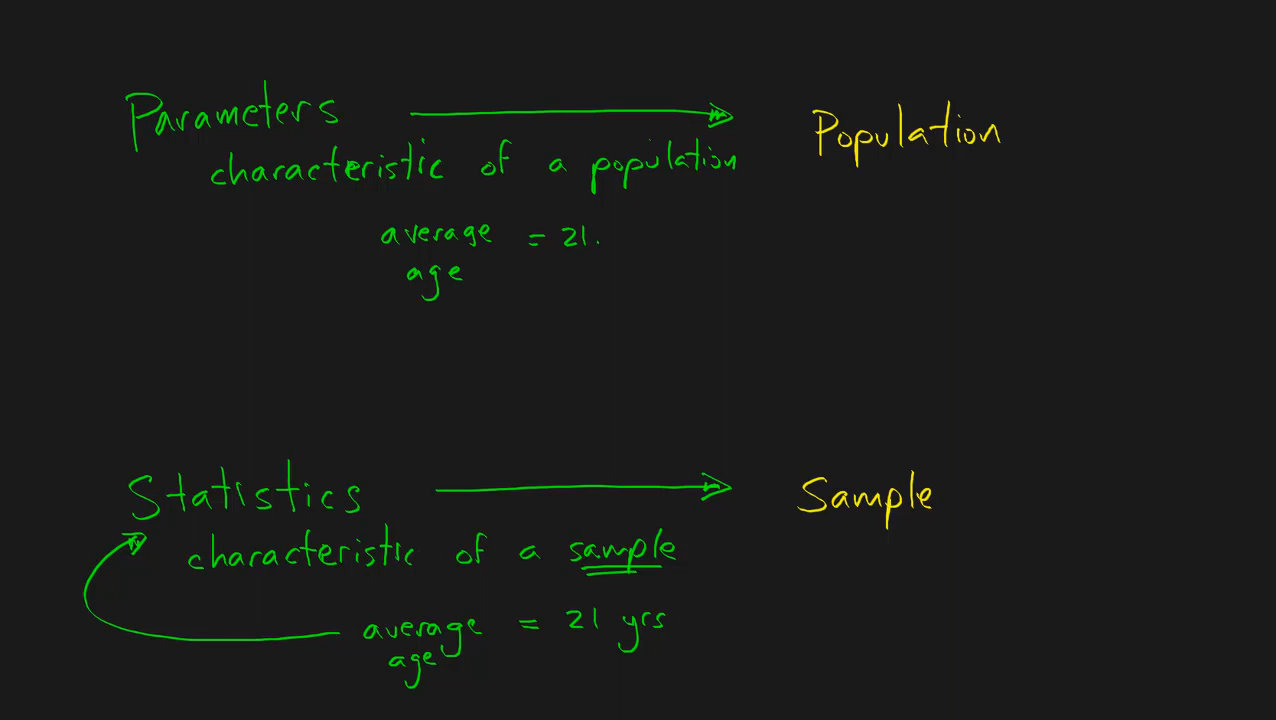 Parameters → Population
characteristic of a population
average = 21.
age
Statistics → Sample
characteristic of a sample
average = 21 yrs
age